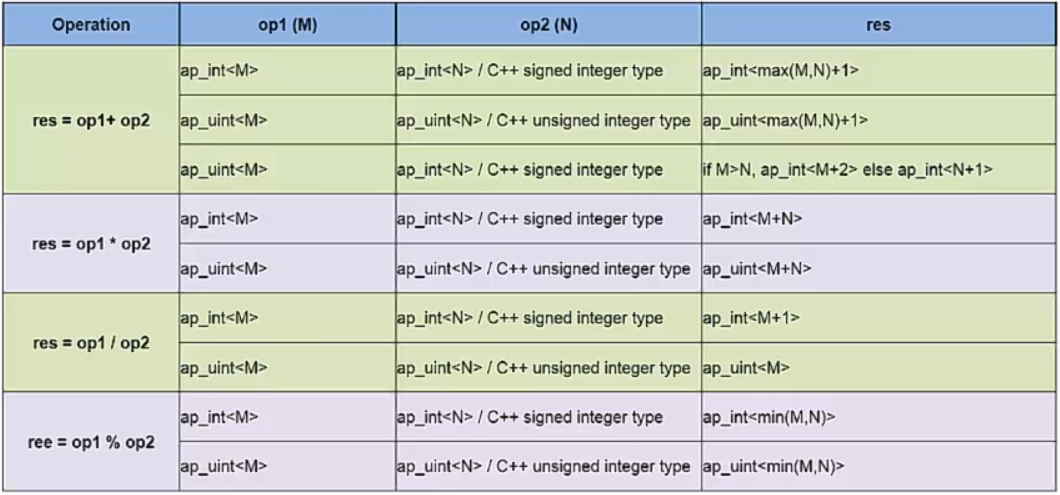 Operation op1 (M) op2 (N) res
ap_int<M> ap_int<N> / C++ signed integer type ap_int<max(M,N)+1>
res = op1+ op2 ap_uint<M> ap_uint<N> / C++ unsigned integer type ap_uint<max(M,N)+1>
ap_uint<M> ap_int<N> / C++ signed integer type if M>N, ap_int<M+2> else ap_int<N+1>
res = op1 * op2
ap_int<M> ap_int<N> / C++ signed integer type ap_int<M+N>
ap_uint<M> ap_uint<N> / C++ unsigned integer type ap_uint<M+N>
res = op1 / op2
ap_int<M> ap_int<N> / C++ signed integer type ap_int<M+1>
ap_uint<M> ap_uint<N> / C++ unsigned integer type ap_uint<M>
ree = op1 % op2
ap_int<M> ap_int<N> / C++ signed integer type ap_int<min(M,N)>
ap_uint<M> ap_uint<N> / C++ unsigned integer type ap_uint<min(M,N)>